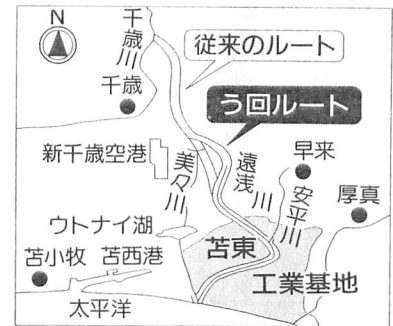 N
千歳川
従来のルート
千歳
う回ルート
新千歳空港
美々川
遠浅川
早来
安平川
厚真
ウトナイ湖
苫東
苫小牧
苫西港
工業基地
太平洋